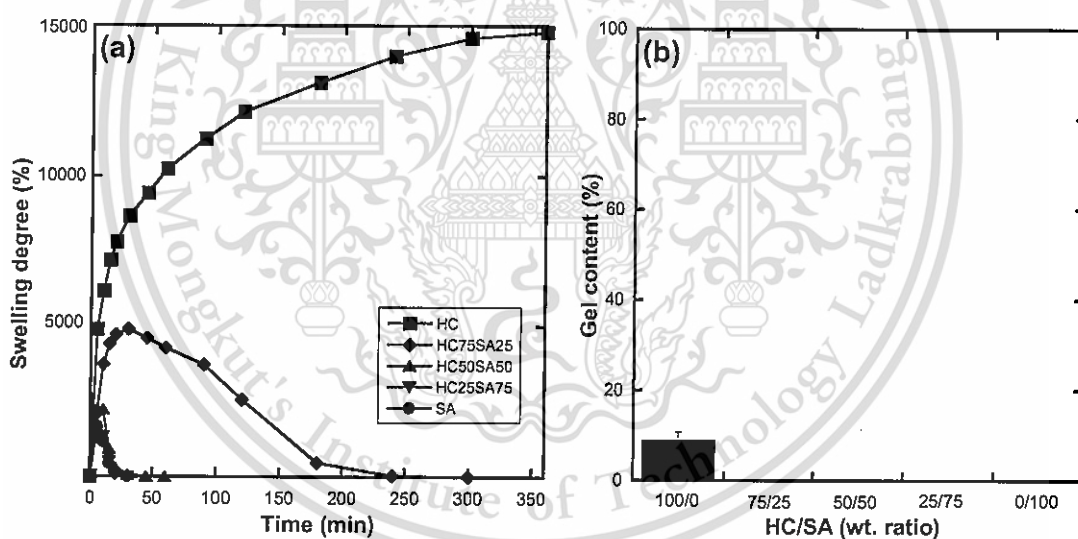 (a)
15000
10000
5000
0
Swelling degree (%)
0 50 100 150 200 250 300 350
Time (min)
HC
HC75SA25
HC50SA50
HC25SA75
SA
(b)
100
80
60
40
20
0
Gel content (%)
100/0 75/25 50/50 25/75 0/100
HC/SA (wt. ratio)
King Mongkut's Institute of Technology Ladkrabang